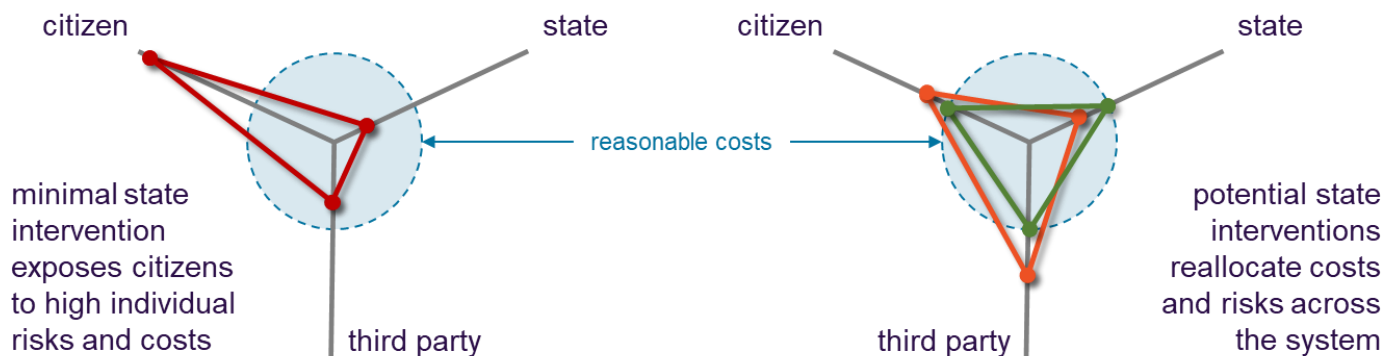 citizen
state
minimal state
intervention
exposes citizens
to high individual
risks and costs
third party
reasonable costs
citizen
state
potential state
interventions
reallocate costs
and risks across
the system
third party